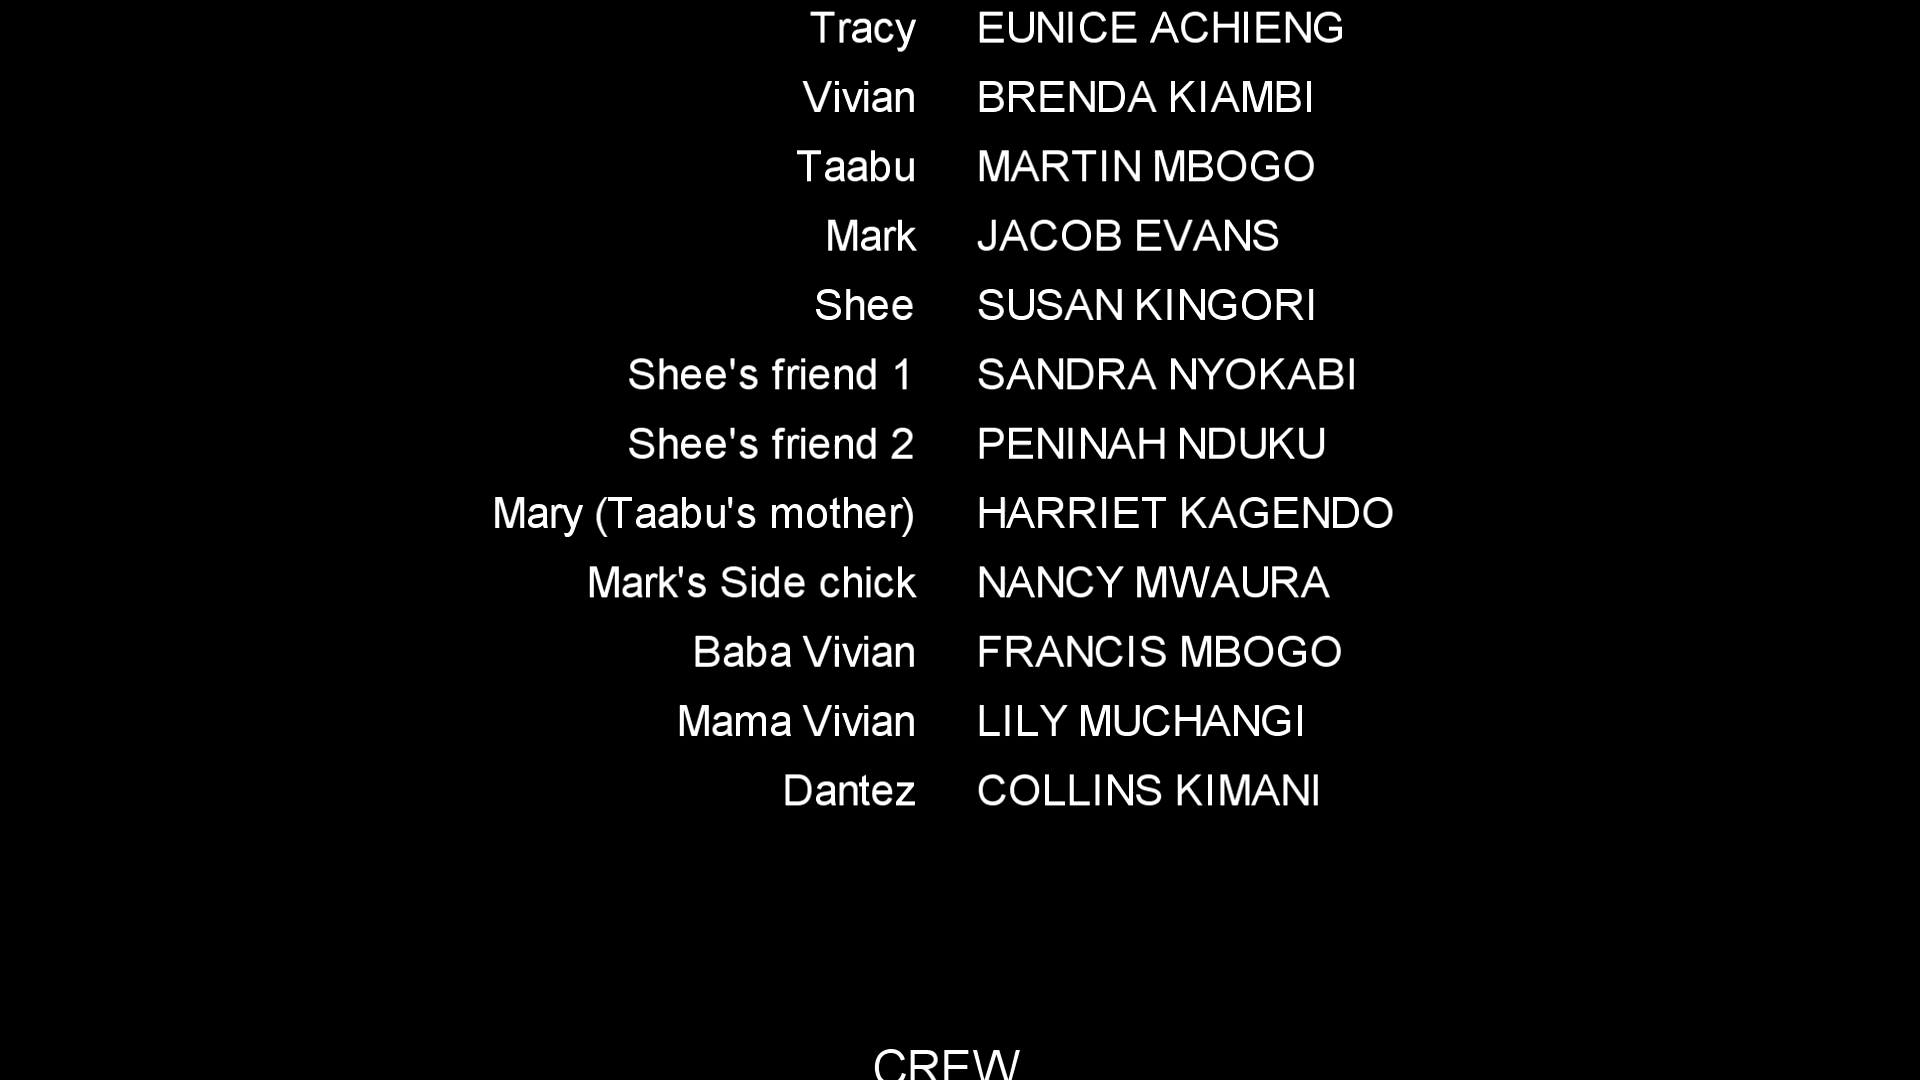 Tracy EUNICE ACHIENG
Vivian BRENDA KIAMBI
Taabu MARTIN MBOGO
Mark JACOB EVANS
Shee SUSAN KINGORI
Shee's friend 1 SANDRA NYOKABI
Shee's friend 2 PENINAH NDUKU
Mary (Taabu's mother) HARRIET KAGENDO
Mark's Side chick NANCY MWAURA
Baba Vivian FRANCIS MBOGO
Mama Vivian LILY MUCHANGI
Dantez COLLINS KIMANI
CREW